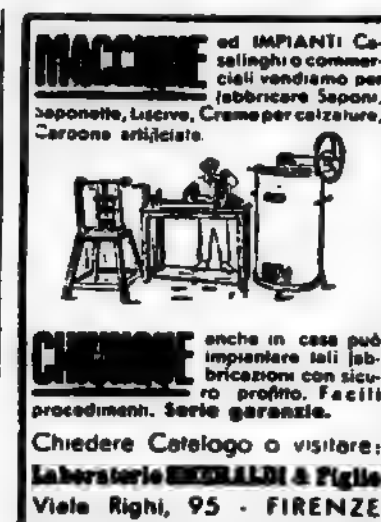 MACCHINE ed IMPIANTI Ca-
salinghi o commer-
ciali vendiamo per
fabbricare Saponi,
Saponette, Liscive, Creme per calzature,
Carbone artificiale.
CHIUNQUE anche in casa può
impiantare tali fab-
bricazioni con sicu-
ro profitto. Facili
procedimenti. Serie garanzie.
Chiedere Catalogo o visitare:
Laboratorio & Figlio
Viale Righi, 95 - FIRENZE